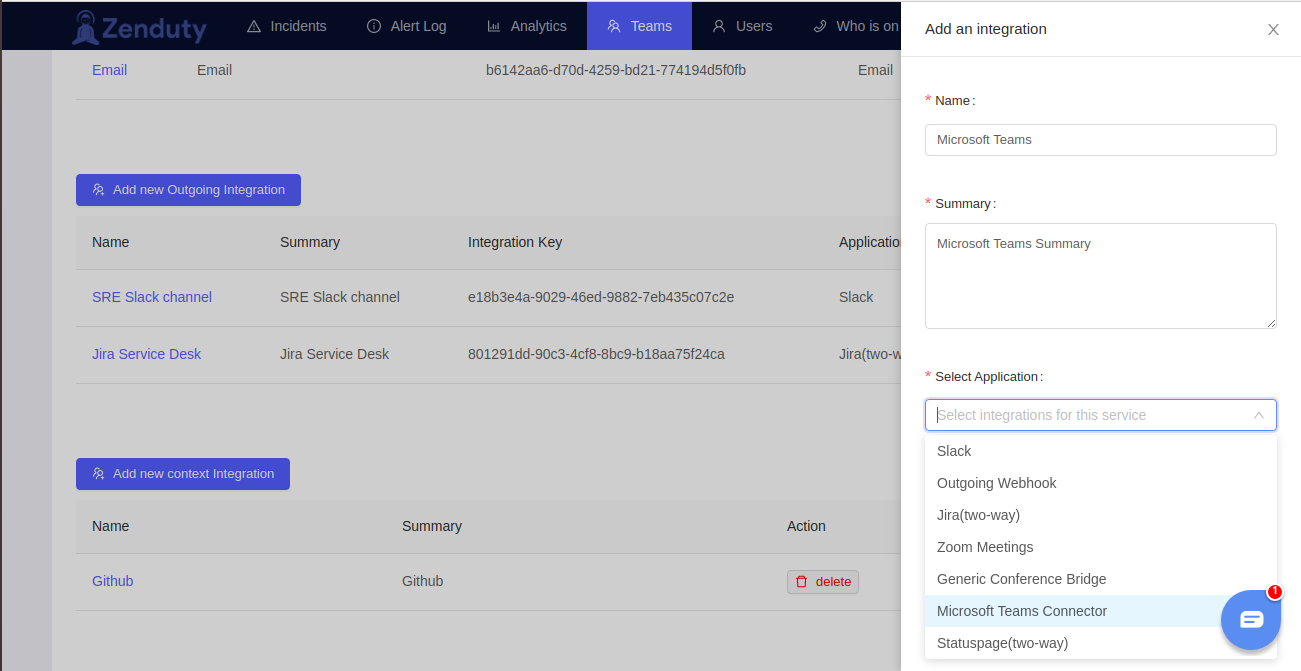 Zenduty Incidents Alert Log Analytics Teams Users Who is on
Email Email b6142aa6-d70d-4259-bd21-774194d5f0fb Email
Add new Outgoing Integration
Name Summary Integration Key Applicatio
SRE Slack channel SRE Slack channel e18b3e4a-9029-46ed-9882-7eb435c07c2e Slack
Jira Service Desk Jira Service Desk 801291dd-90c3-4cf8-8bc9-b18aa75f24ca Jira(two-w
Add new context Integration
Name Summary Action
Github Github delete
Add an integration
* Name:
Microsoft Teams
* Summary:
Microsoft Teams Summary
* Select Application:
Select integrations for this service
Slack
Outgoing Webhook
Jira(two-way)
Zoom Meetings
Generic Conference Bridge
Microsoft Teams Connector
Statuspage(two-way)
1